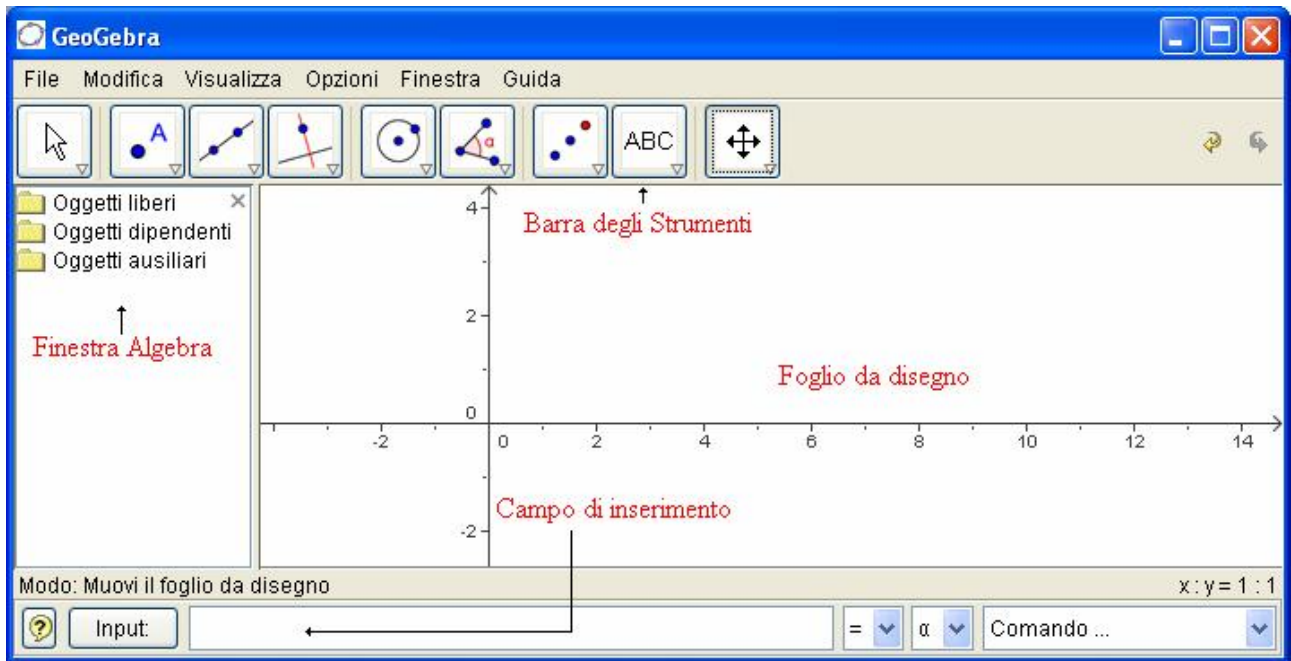 GeoGebra
File Modifica Visualizza Opzioni Finestra Guida
A
α
ABC
Oggetti liberi
Oggetti dipendenti
Oggetti ausiliari
Finestra Algebra
Barra degli Strumenti
4
2
Foglio da disegno
0
-2 0 2 4 6 8 10 12 14
Campo di inserimento
-2
Modo: Muovi il foglio da disegno x : y = 1 : 1
? Input: = α Comando ...